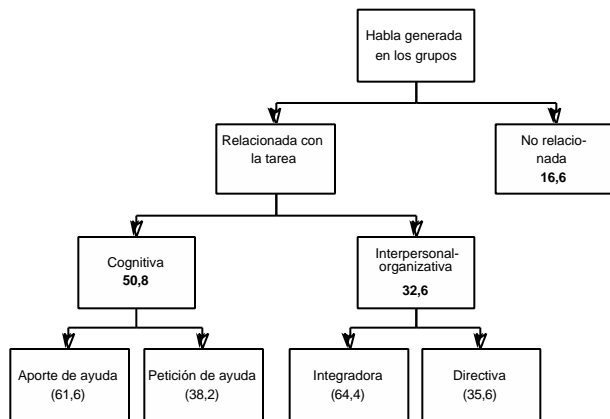 Habla generada
en los grupos
Relacionada con
la tarea
No relacio-
nada
16,6
Cognitiva
50,8
Interpersonal-
organizativa
32,6
Aporte de ayuda
(61,6)
Petición de ayuda
(38,2)
Integradora
(64,4)
Directiva
(35,6)